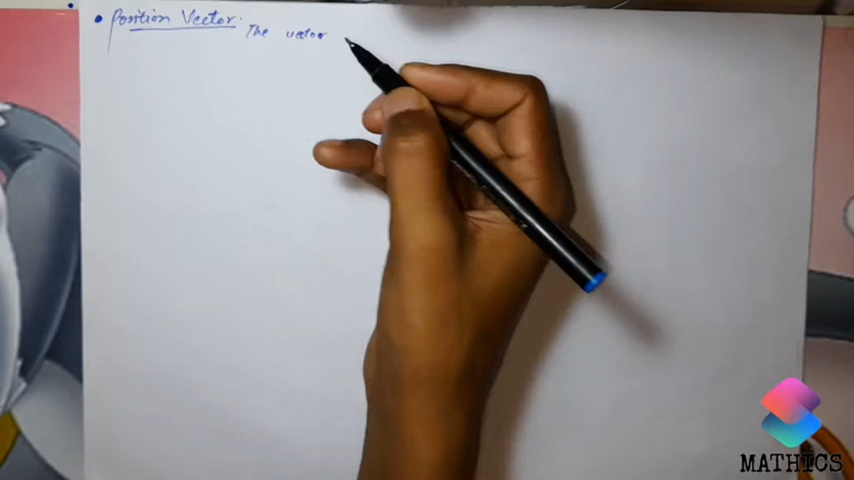 • Position Vector.
The vector
MATHICS